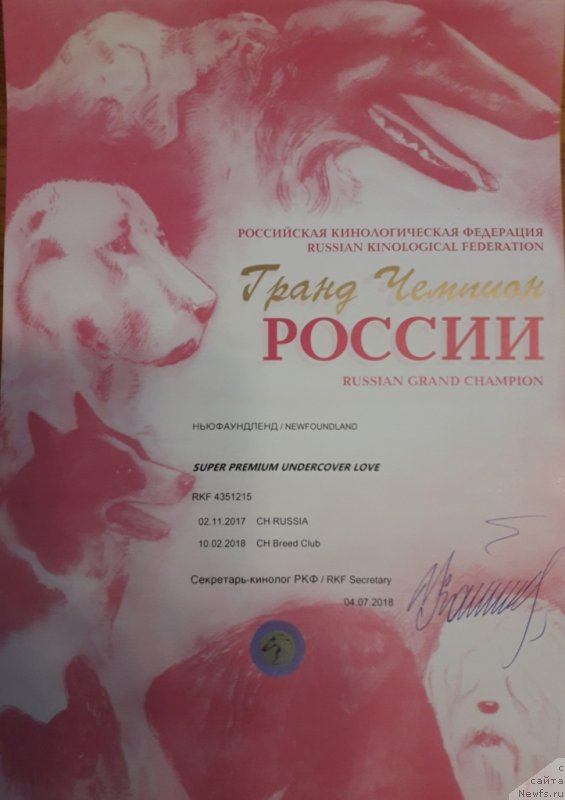 РОССИЙСКАЯ КИНОЛОГИЧЕСКАЯ ФЕДЕРАЦИЯ
RUSSIAN KINOLOGICAL FEDERATION
Гранд Чемпион
РОССИИ
RUSSIAN GRAND CHAMPION
НЬЮФАУНДЛЕНД / NEWFOUNDLAND
SUPER PREMIUM UNDERCOVER LOVE
RKF 4351215
02.11.2017 CH RUSSIA
10.02.2018 CH Breed Club
Секретарь-кинолог РКФ / RKF Secretary
04.07.2018
с
сайта
Newfs.ru